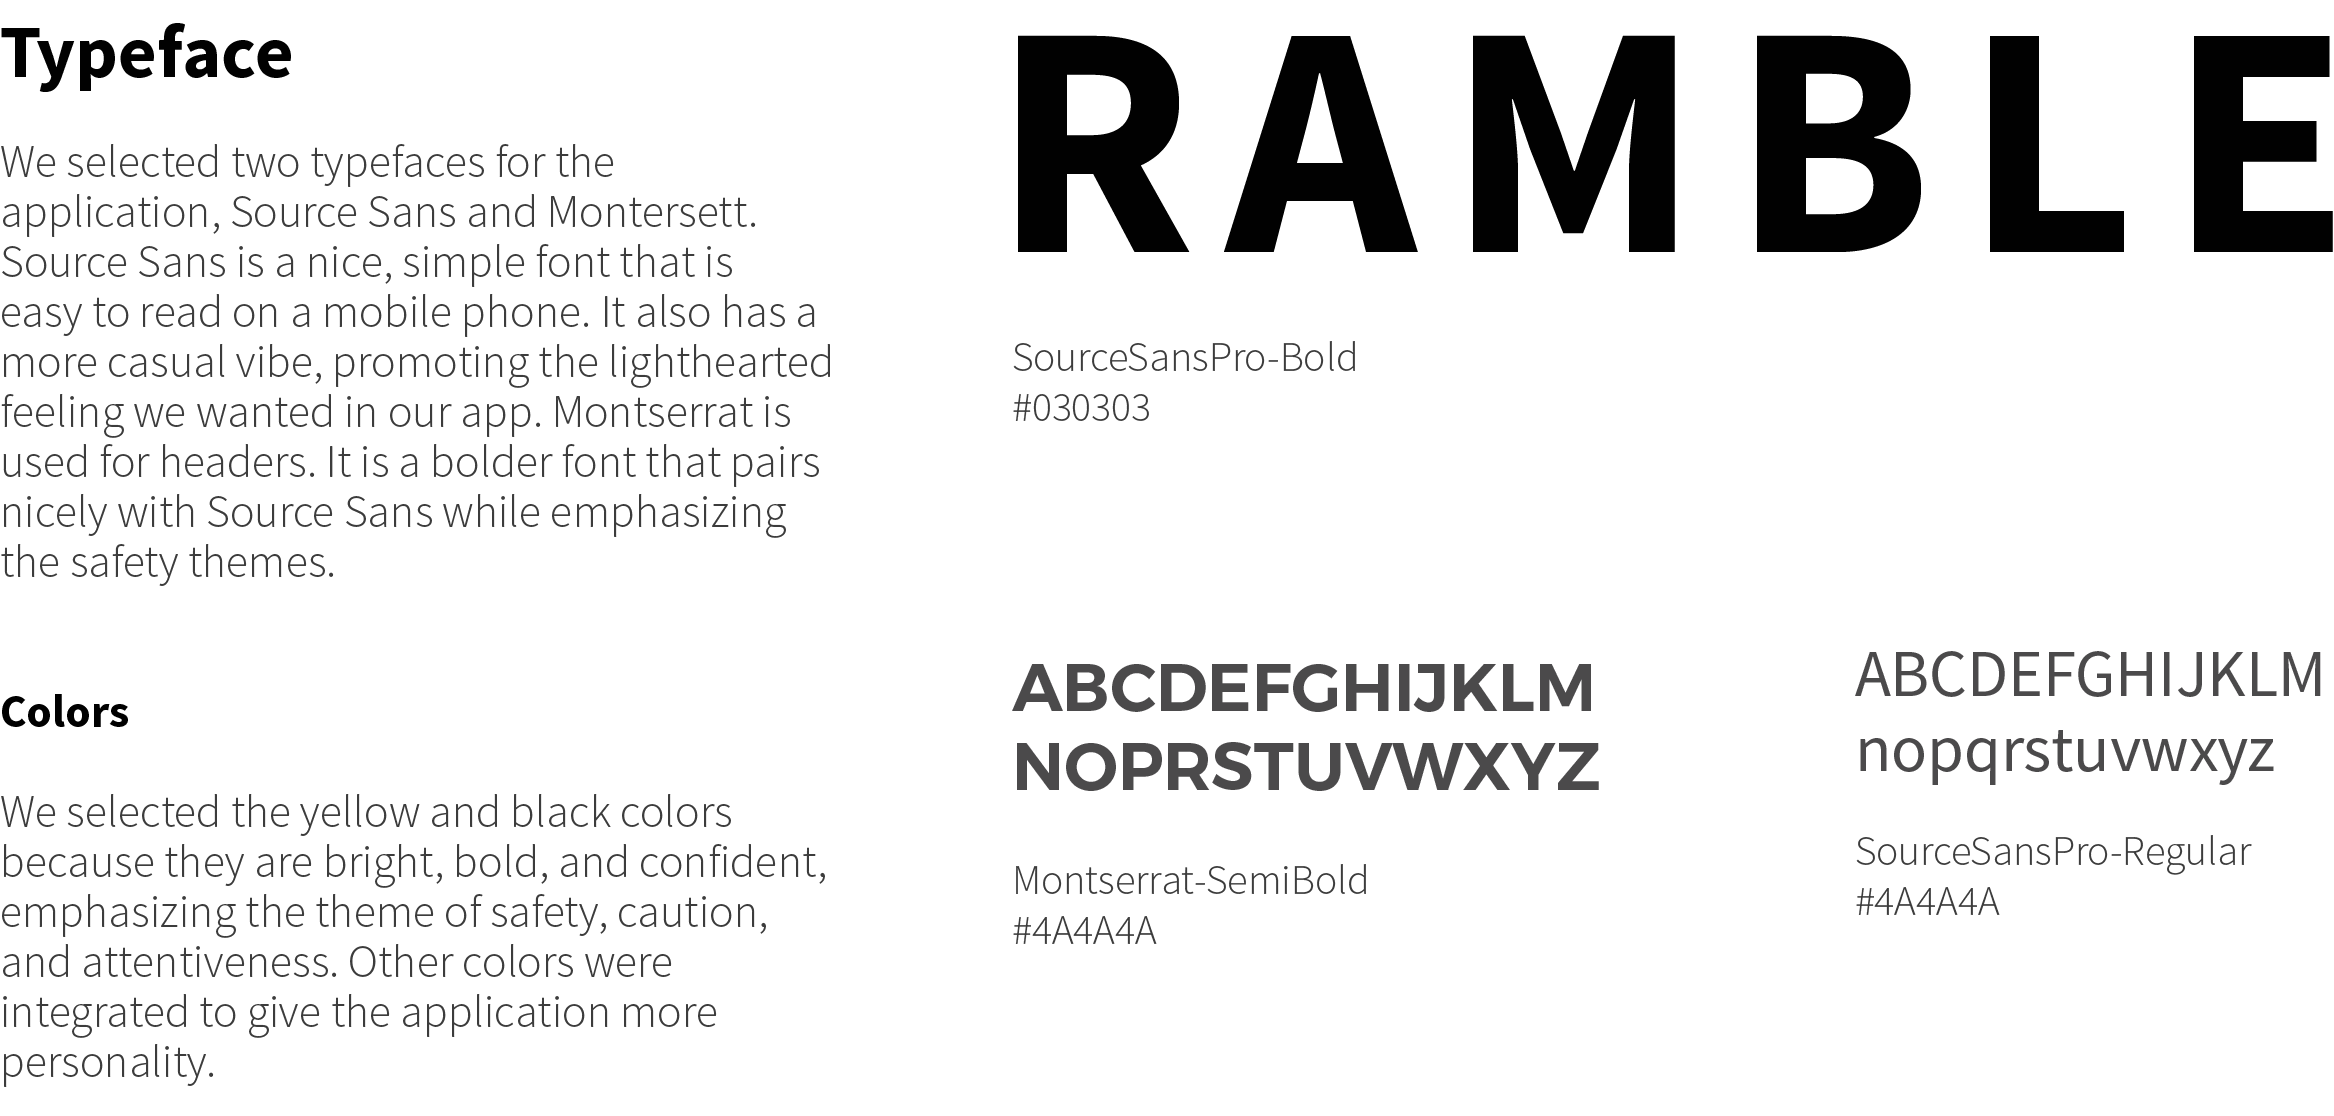 Typeface
We selected two typefaces for the
application, Source Sans and Montersett.
Source Sans is a nice, simple font that is
easy to read on a mobile phone. It also has a
more casual vibe, promoting the lighthearted
feeling we wanted in our app. Montserrat is
used for headers. It is a bolder font that pairs
nicely with Source Sans while emphasizing
the safety themes.
Colors
We selected the yellow and black colors
because they are bright, bold, and confident,
emphasizing the theme of safety, caution,
and attentiveness. Other colors were
integrated to give the application more
personality.
RAMBLE
SourceSansPro-Bold
#030303
ABCDEFGHIJKLM
NOPRSTUVWXYZ
Montserrat-SemiBold
#4A4A4A
ABCDEFGHIJKLM
nopqrstuvwxyz
SourceSansPro-Regular
#4A4A4A